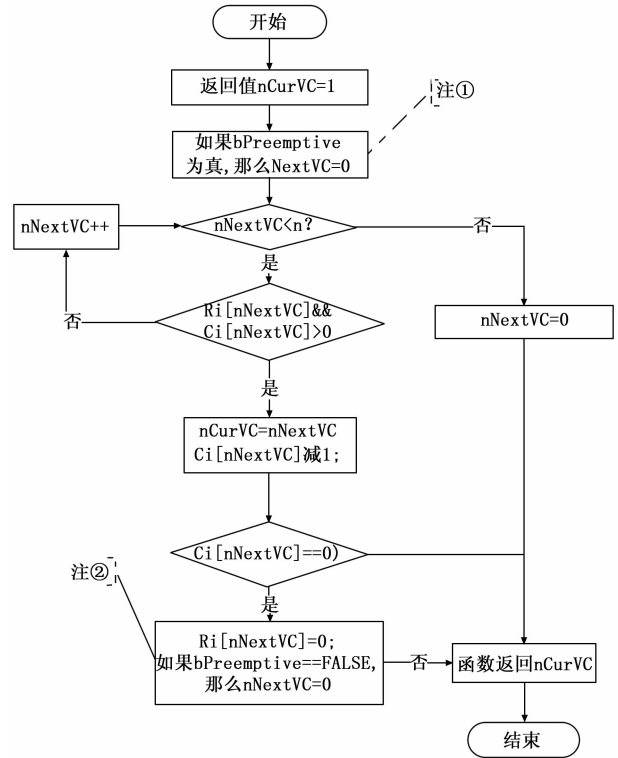 开始
返回值nCurVC=1
注①
如果bPreemptive
为真,那么NextVC=0
nNextVC++
nNextVC<n?
否
是
Ri[nNextVC]&&
Ci[nNextVC]>0
否
nNextVC=0
是
nCurVC=nNextVC
Ci[nNextVC]减1;
Ci[nNextVC]==0)
注②
是
Ri[nNextVC]=0;
如果bPreemptive==FALSE,
那么nNextVC=0
否
函数返回nCurVC
结束